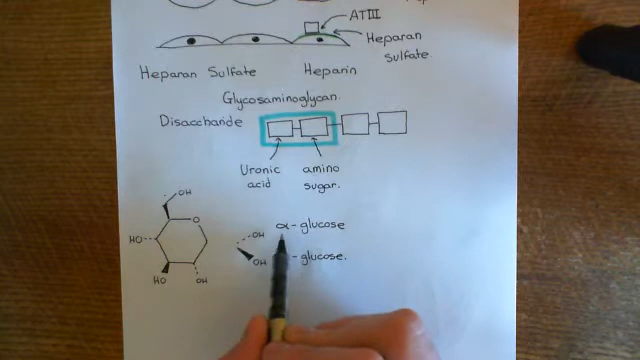 ATIII
Heparan
Sulfate.
Heparan Sulfate Heparin
Glycosaminoglycan.
Disaccharide
Uronic
acid
amino
sugar.
OH
O
HO
HO
OH
OH
α-glucose
OH
-glucose.